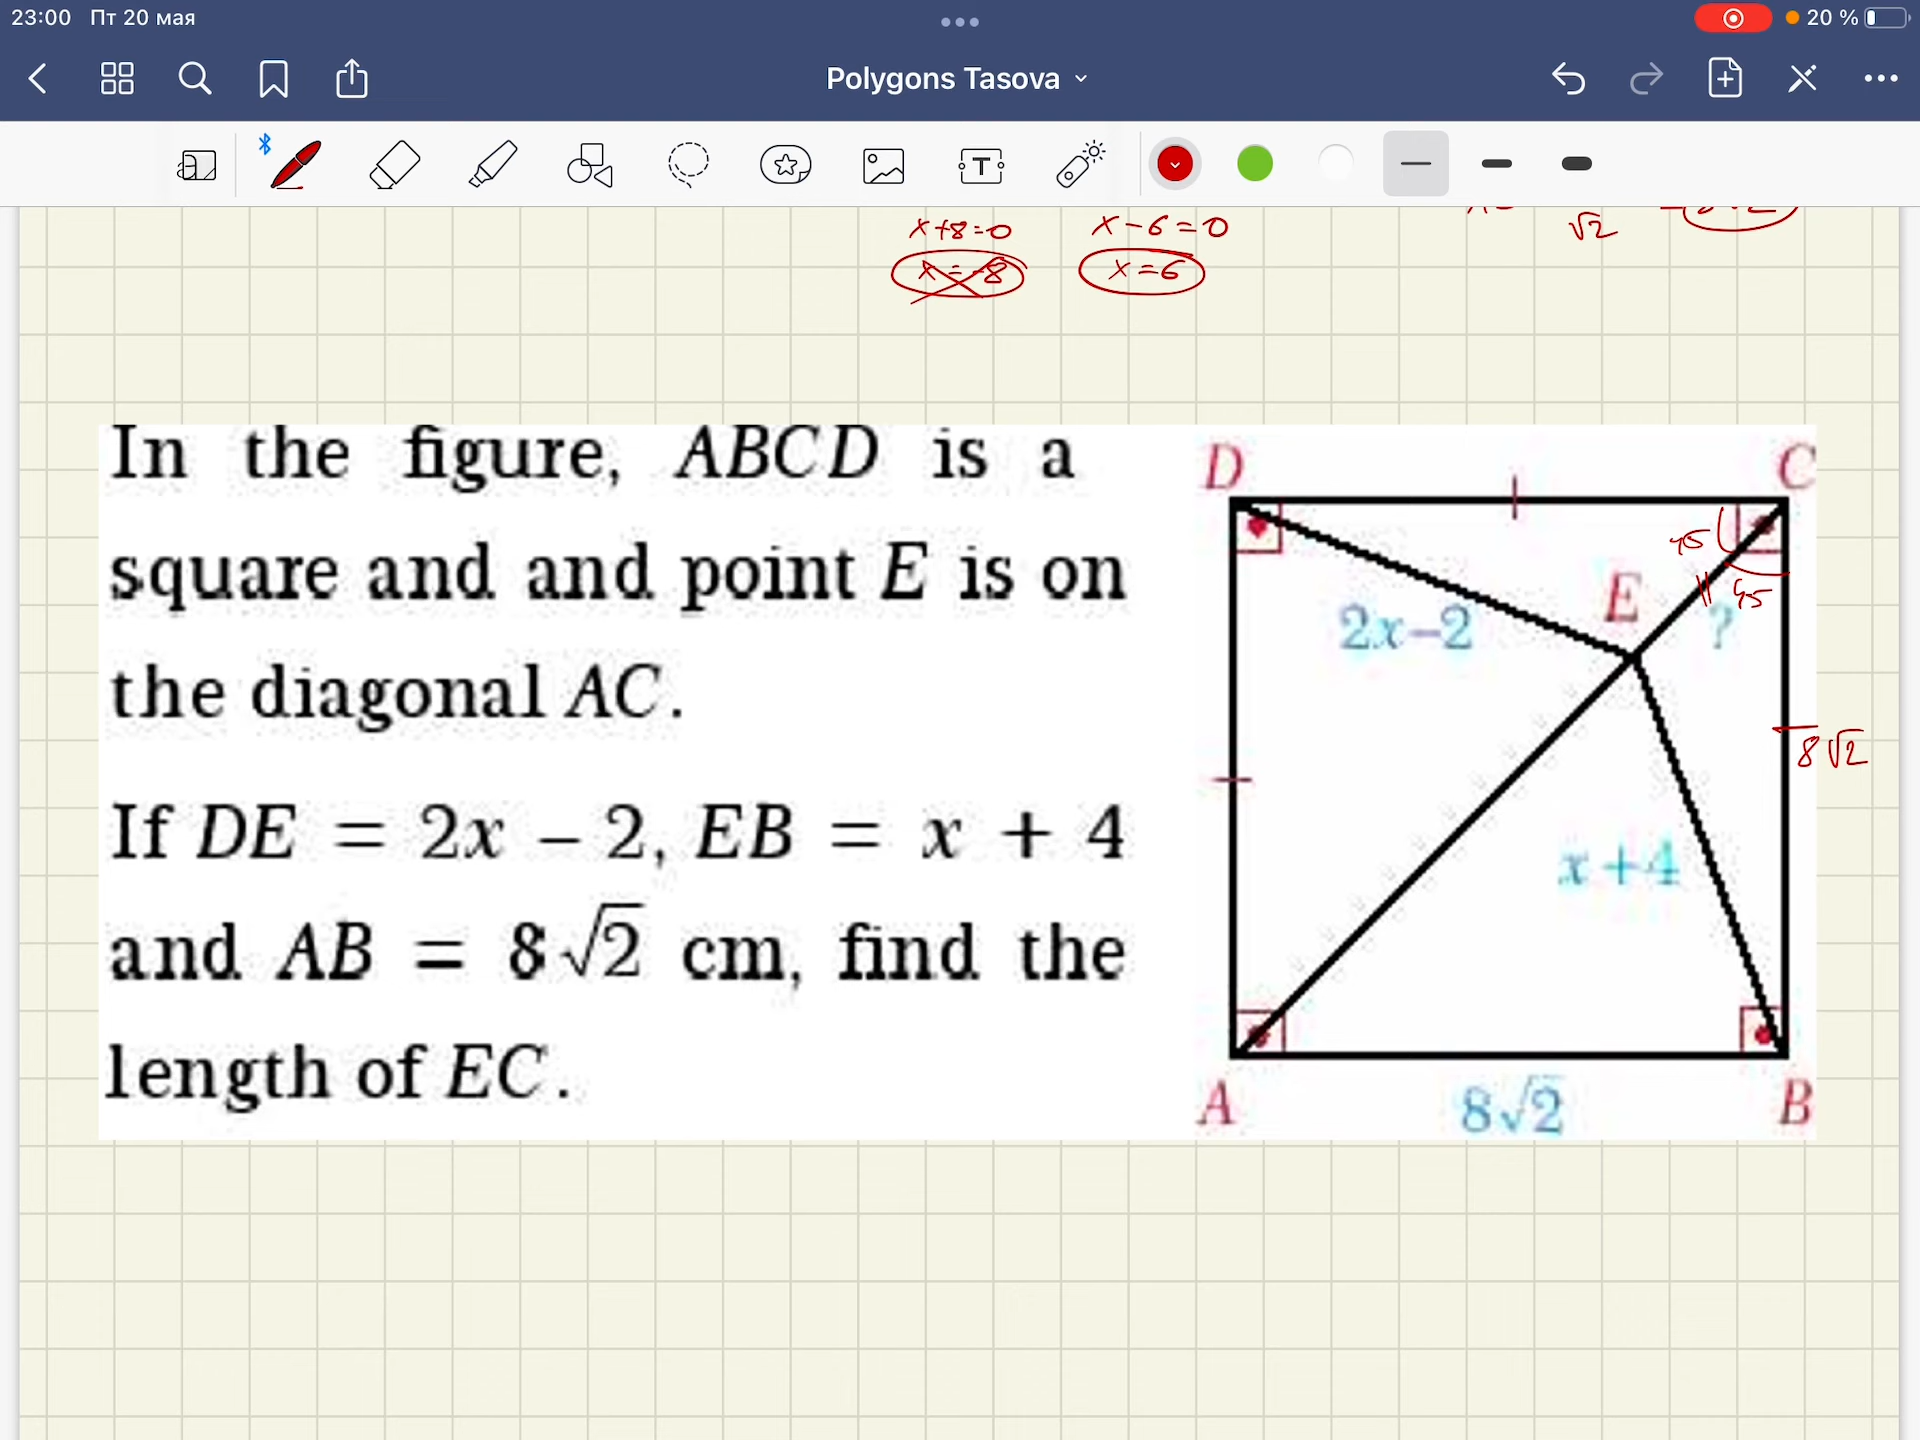 23:00 Пт 20 мая
20 %
Polygons Tasova
x+8=0 x-6=0
x=-8 x=6
√2
In the figure, ABCD is a
square and and point E is on
the diagonal AC.
If DE = 2x – 2, EB = x + 4
and AB = 8√2 cm, find the
length of EC.
D C
45
E 45
2x–2 ?
8√2
x+4
A 8√2 B